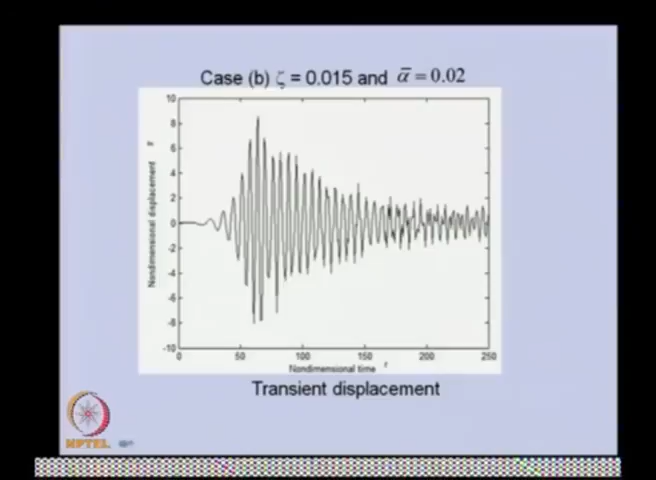 Case (b) ζ = 0.015 and ᾱ = 0.02
10
8
6
4
2
0
-2
-4
-6
-8
-10
Nondimensional displacement
0 50 100 150 200 250
Nondimensional time τ
Transient displacement
NPTEL